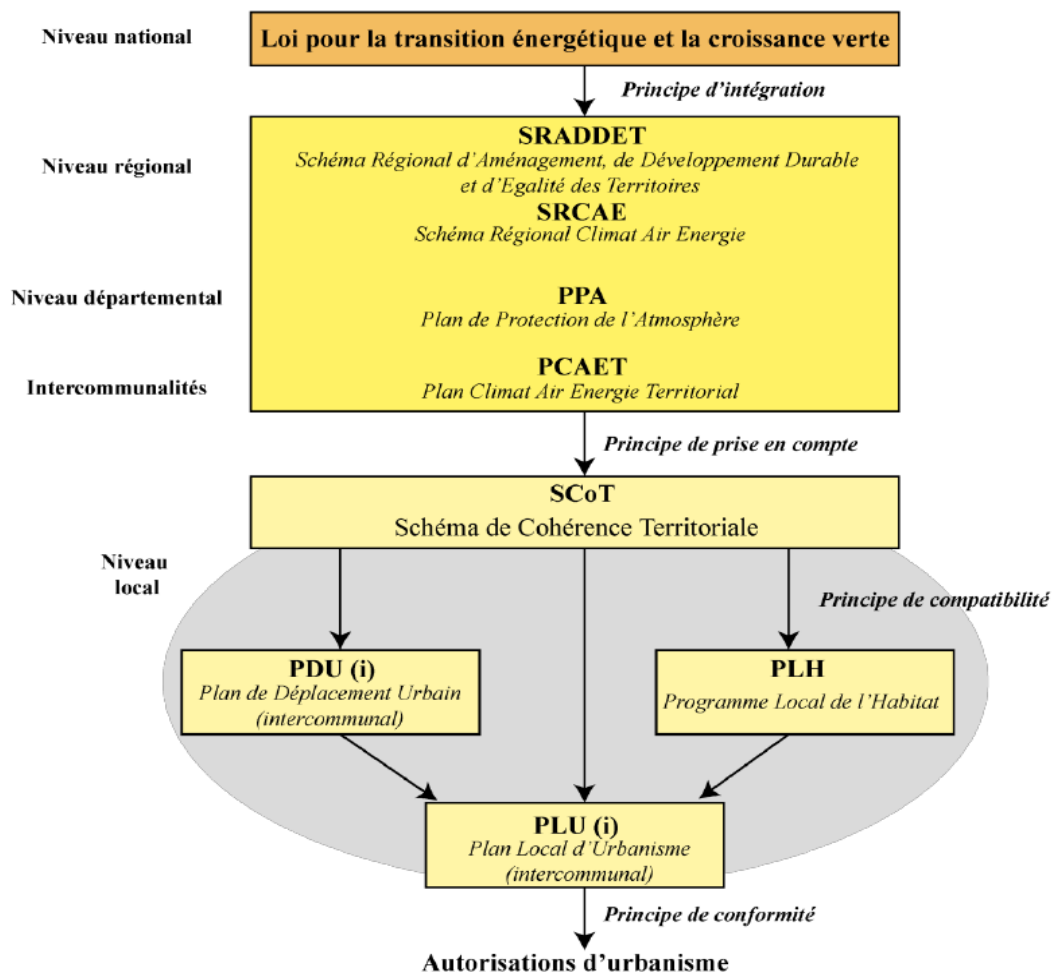 Niveau national
Loi pour la transition énergétique et la croissance verte
Principe d'intégration
Niveau régional
SRADDET
Schéma Régional d'Aménagement, de Développement Durable
et d'Egalité des Territoires
SRCAE
Schéma Régional Climat Air Energie
Niveau départemental
PPA
Plan de Protection de l'Atmosphère
Intercommunalités
PCAET
Plan Climat Air Energie Territorial
Principe de prise en compte
SCoT
Schéma de Cohérence Territoriale
Niveau
local
Principe de compatibilité
PDU (i)
Plan de Déplacement Urbain
(intercommunal)
PLH
Programme Local de l'Habitat
PLU (i)
Plan Local d'Urbanisme
(intercommunal)
Principe de conformité
Autorisations d'urbanisme